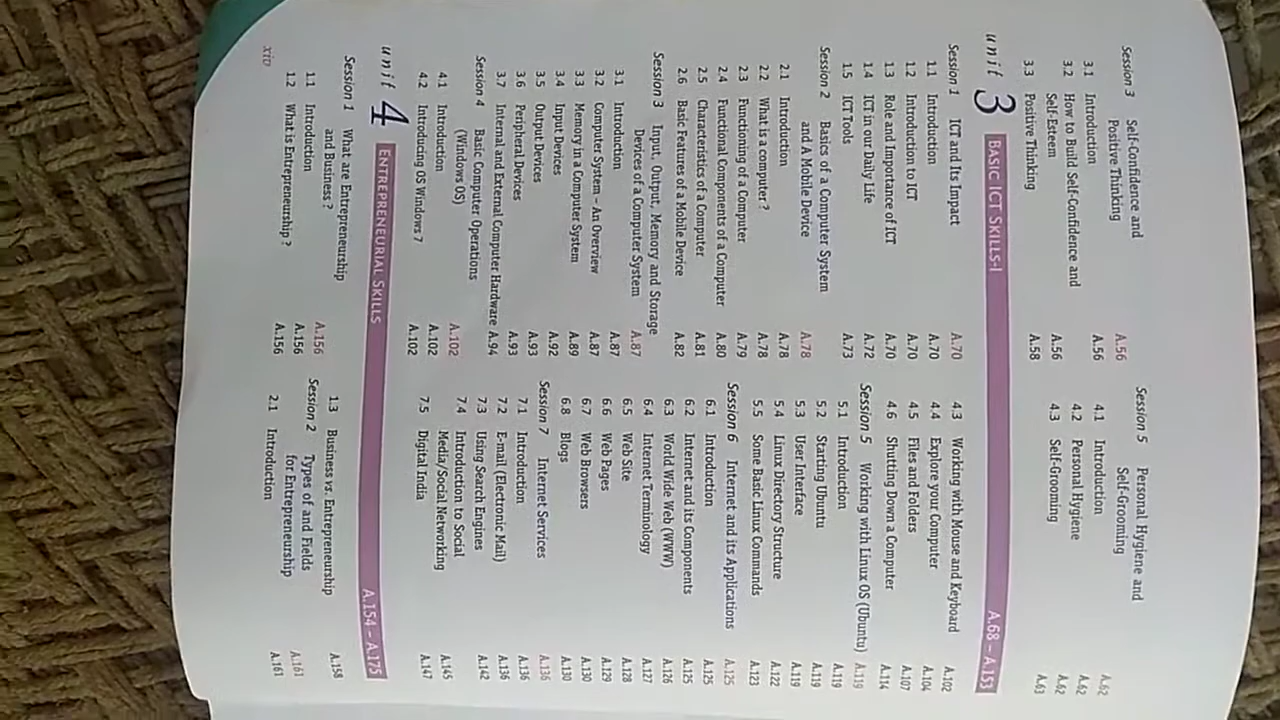 Session 3 Self-Confidence and
Positive Thinking A.56
3.1 Introduction A.56
3.2 How to Build Self-Confidence and
Self-Esteem A.56
3.3 Positive Thinking A.58
Session 5 Personal Hygiene and
Self-Grooming A.62
4.1 Introduction A.62
4.2 Personal Hygiene A.62
4.3 Self-Grooming A.63
unit 3 BASIC ICT SKILLS-I A.68 – A.153
Session 1 ICT and Its Impact A.70
1.1 Introduction A.70
1.2 Introduction to ICT A.70
1.3 Role and Importance of ICT A.70
1.4 ICT in our Daily Life A.72
1.5 ICT Tools A.73
Session 2 Basics of a Computer System
and A Mobile Device A.78
2.1 Introduction A.78
2.2 What is a computer? A.78
2.3 Functioning of a Computer A.79
2.4 Functional Components of a Computer A.80
2.5 Characteristics of a Computer A.81
2.6 Basic Features of a Mobile Device A.82
Session 3 Input, Output, Memory and Storage
Devices of a Computer System A.87
3.1 Introduction A.87
3.2 Computer System – An Overview A.87
3.3 Memory in a Computer System A.89
3.4 Input Devices A.92
3.5 Output Devices A.93
3.6 Peripheral Devices A.93
3.7 Internal and External Computer Hardware A.94
Session 4 Basic Computer Operations
(Windows OS) A.102
4.1 Introduction A.102
4.2 Introducing OS Windows 7 A.102
4.3 Working with Mouse and Keyboard A.102
4.4 Explore your Computer A.104
4.5 Files and Folders A.107
4.6 Shutting Down a Computer A.114
Session 5 Working with Linux OS (Ubuntu) A.119
5.1 Introduction A.119
5.2 Starting Ubuntu A.119
5.3 User Interface A.119
5.4 Linux Directory Structure A.122
5.5 Some Basic Linux Commands A.123
Session 6 Internet and its Applications A.125
6.1 Introduction A.125
6.2 Internet and its Components A.125
6.3 World Wide Web (WWW) A.126
6.4 Internet Terminology A.127
6.5 Web Site A.128
6.6 Web Pages A.129
6.7 Web Browsers A.130
6.8 Blogs A.130
Session 7 Internet Services A.136
7.1 Introduction A.136
7.2 E-mail (Electronic Mail) A.136
7.3 Using Search Engines A.142
7.4 Introduction to Social
Media/Social Networking A.145
7.5 Digital India A.147
unit 4 ENTREPRENEURIAL SKILLS A.154 – A.175
Session 1 What are Entrepreneurship
and Business? A.156
1.1 Introduction A.156
1.2 What is Entrepreneurship? A.156
1.3 Business vs. Entrepreneurship A.158
Session 2 Types of and Fields
for Entrepreneurship A.161
2.1 Introduction A.161
xiv